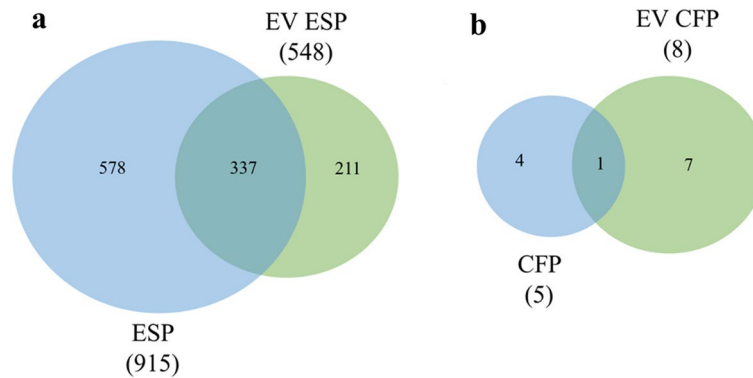 a
EV ESP
(548)
578
337
211
ESP
(915)
b
EV CFP
(8)
4
1
7
CFP
(5)